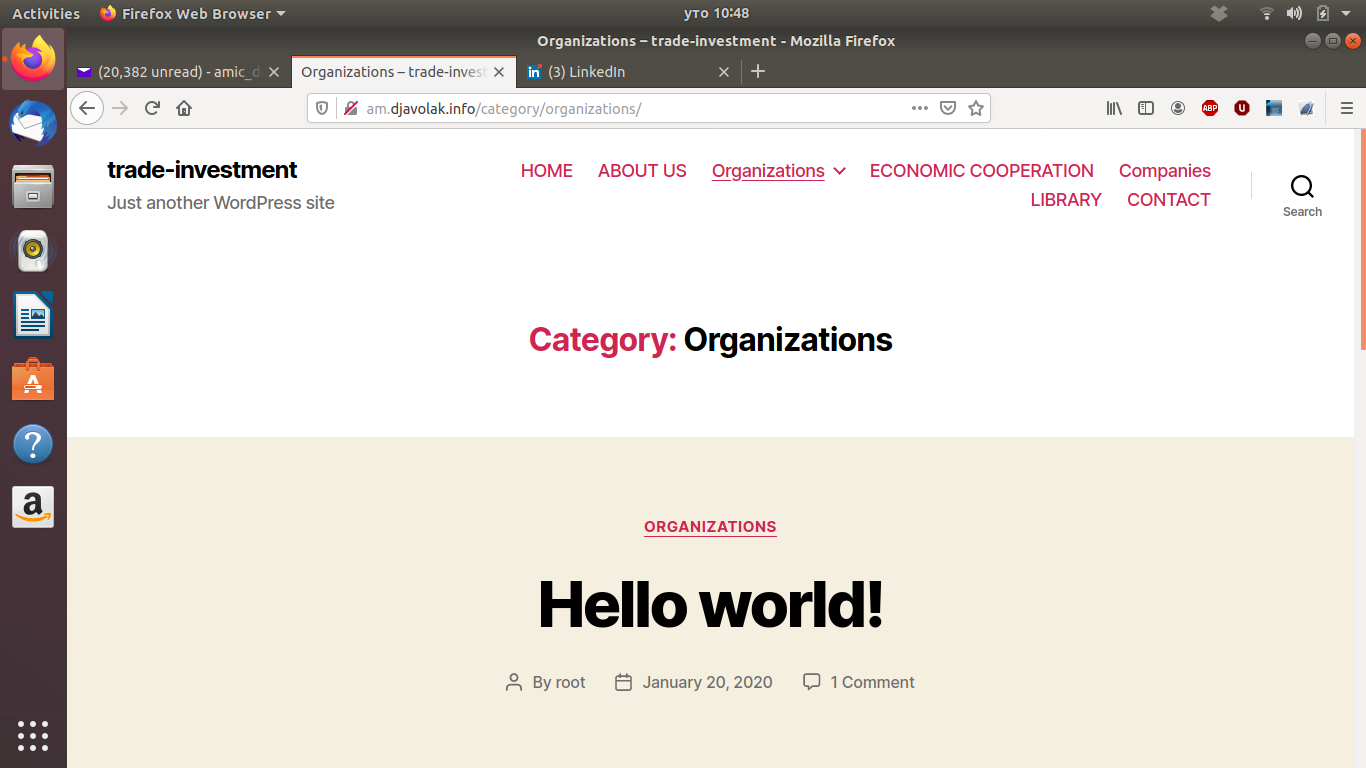 Activities
Firefox Web Browser
уто 10:48
Organizations – trade-investment - Mozilla Firefox
(20,382 unread) - amic_d
Organizations – trade-invest
(3) LinkedIn
am.djavolak.info/category/organizations/
ABP
trade-investment
Just another WordPress site
HOME ABOUT US Organizations ECONOMIC COOPERATION Companies
LIBRARY CONTACT
Search
Category: Organizations
ORGANIZATIONS
Hello world!
By root January 20, 2020 1 Comment